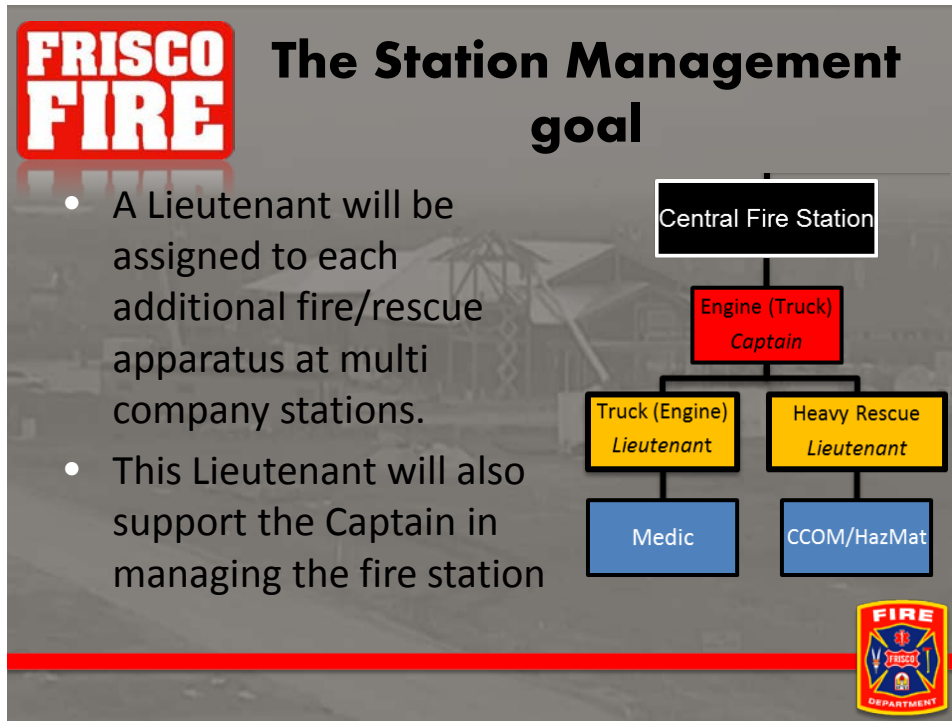 FRISCO
FIRE
The Station Management
goal
• A Lieutenant will be
assigned to each
additional fire/rescue
apparatus at multi
company stations.
• This Lieutenant will also
support the Captain in
managing the fire station
Central Fire Station
Engine (Truck)
Captain
Truck (Engine)
Lieutenant
Heavy Rescue
Lieutenant
Medic
CCOM/HazMat
FIRE
FRISCO
DEPARTMENT